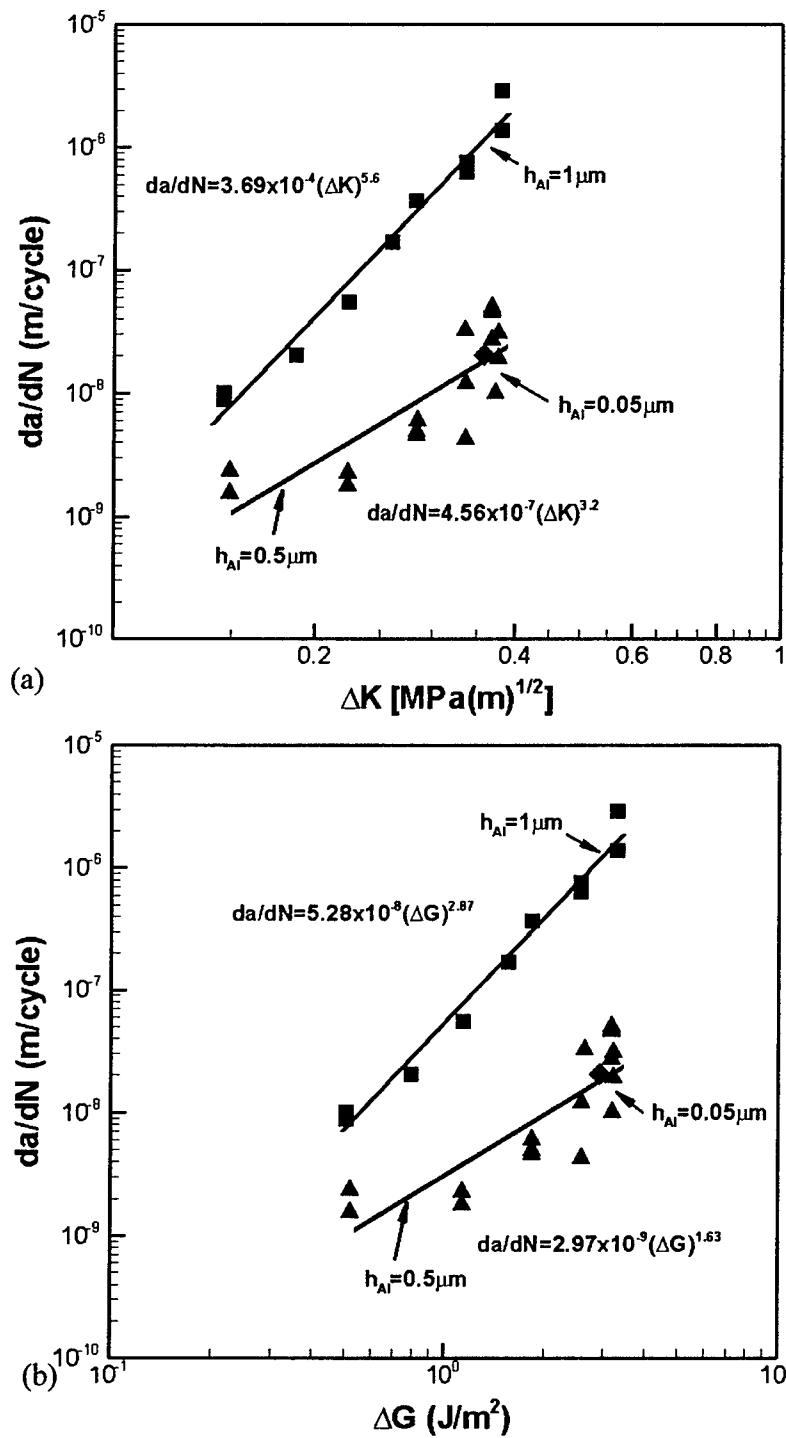 10⁻⁵
10⁻⁶
10⁻⁷
10⁻⁸
10⁻⁹
10⁻¹⁰
da/dN (m/cycle)
da/dN=3.69x10⁻⁴(ΔK)⁵·⁶
h_Al=1μm
h_Al=0.05μm
da/dN=4.56x10⁻⁷(ΔK)³·²
h_Al=0.5μm
0.2 0.4 0.6 0.8 1
(a)
ΔK [MPa(m)¹/²]
10⁻⁵
10⁻⁶
10⁻⁷
10⁻⁸
10⁻⁹
10⁻¹⁰
da/dN (m/cycle)
h_Al=1μm
da/dN=5.28x10⁻⁸(ΔG)²·⁸⁷
h_Al=0.05μm
da/dN=2.97x10⁻⁹(ΔG)¹·⁶³
h_Al=0.5μm
(b)
10⁻¹ 10⁰ 10
ΔG (J/m²)